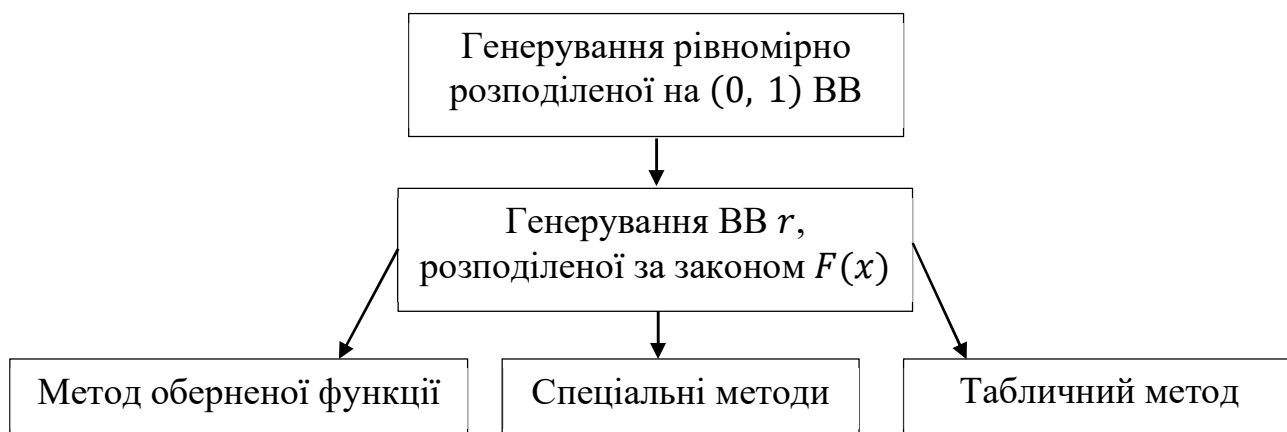 Генерування рівномірно
розподіленої на (0, 1) ВВ
Генерування ВВ r,
розподіленої за законом F(x)
Метод оберненої функції
Спеціальні методи
Табличний метод